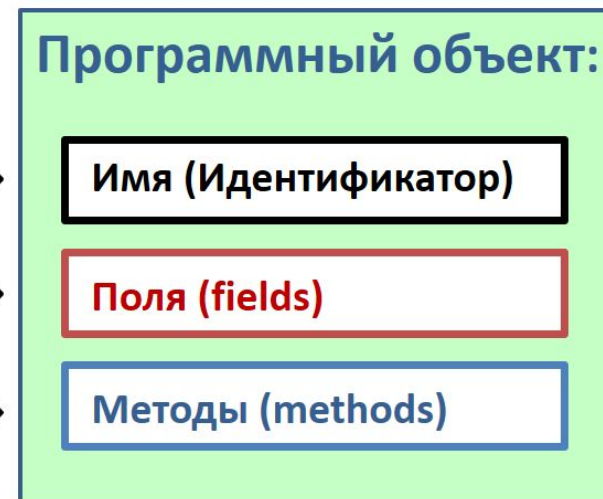 Программный объект:
Имя (Идентификатор)
Поля (fields)
Методы (methods)